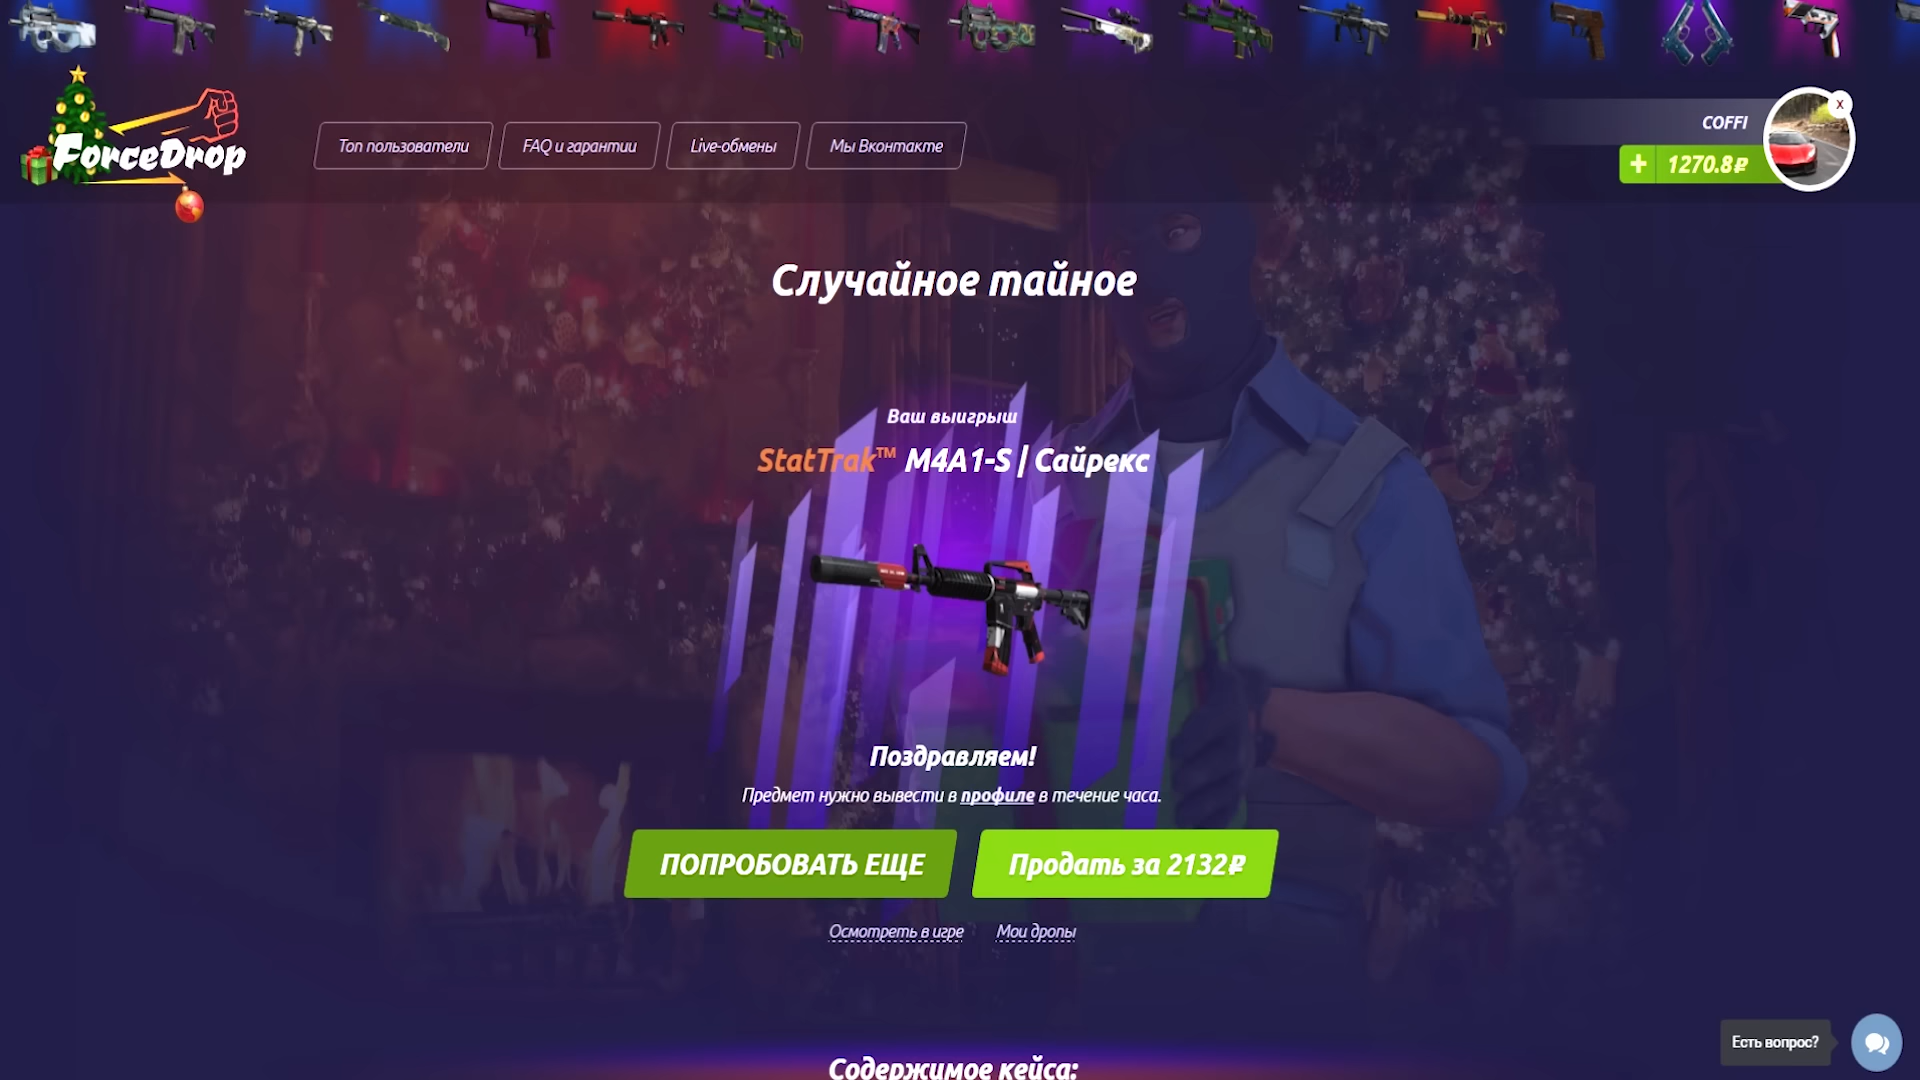 ForceDrop
Топ пользователи
FAQ и гарантии
Live-обмены
Мы Вконтакте
COFFI
x
+ 1270.8₽
Случайное тайное
Ваш выигрыш
StatTrak™ M4A1-S | Сайрекс
Поздравляем!
Предмет нужно вывести в профиле в течение часа.
ПОПРОБОВАТЬ ЕЩЕ
Продать за 2132₽
Осмотреть в игре
Мои дропы
Есть вопрос?
Содержимое кейса: